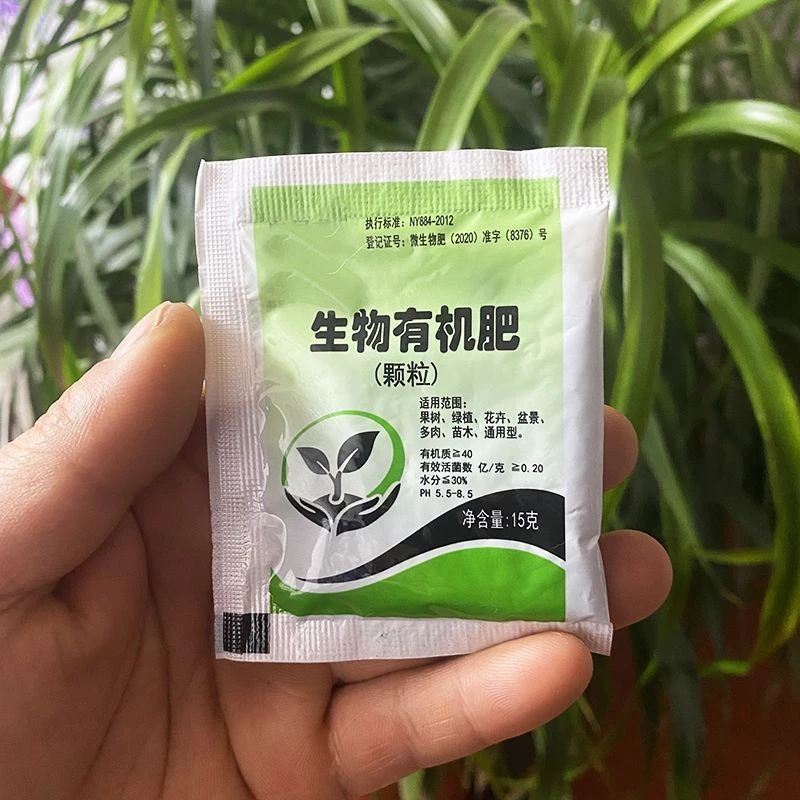 执行标准：NY884-2012
登记证号：微生物肥（2020）准字（8376）号
生物有机肥
（颗粒）
适用范围：
果树、绿植、花卉、盆景、
多肉、苗木、通用型。
有机质≧40
有效活菌数 亿/克 ≧0.20
水分≦30%
PH 5.5-8.5
净含量:15克